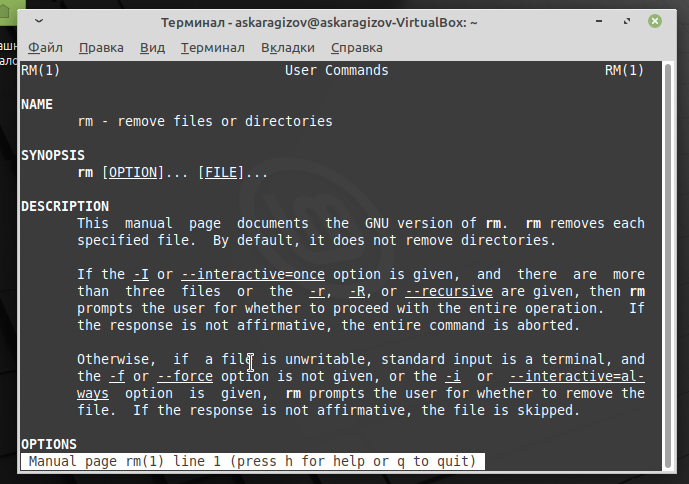 Терминал - askaragizov@askaragizov-VirtualBox: ~
Файл Правка Вид Терминал Вкладки Справка
RM(1) User Commands RM(1)
NAME
rm - remove files or directories
SYNOPSIS
rm [OPTION]... [FILE]...
DESCRIPTION
This manual page documents the GNU version of rm. rm removes each
specified file. By default, it does not remove directories.
If the -I or --interactive=once option is given, and there are more
than three files or the -r, -R, or --recursive are given, then rm
prompts the user for whether to proceed with the entire operation. If
the response is not affirmative, the entire command is aborted.
Otherwise, if a file is unwritable, standard input is a terminal, and
the -f or --force option is not given, or the -i or --interactive=al-
ways option is given, rm prompts the user for whether to remove the
file. If the response is not affirmative, the file is skipped.
OPTIONS
Manual page rm(1) line 1 (press h for help or q to quit)